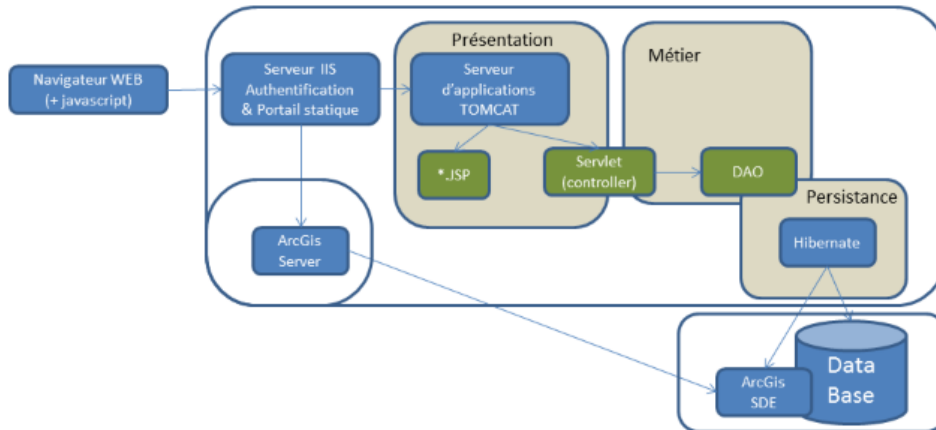 Présentation
Métier
Navigateur WEB
(+ javascript)
Serveur IIS
Authentification
& Portail statique
Serveur
d'applications
TOMCAT
*.JSP
Servlet
(controller)
DAO
Persistance
ArcGis
Server
Hibernate
ArcGis
SDE
Data
Base